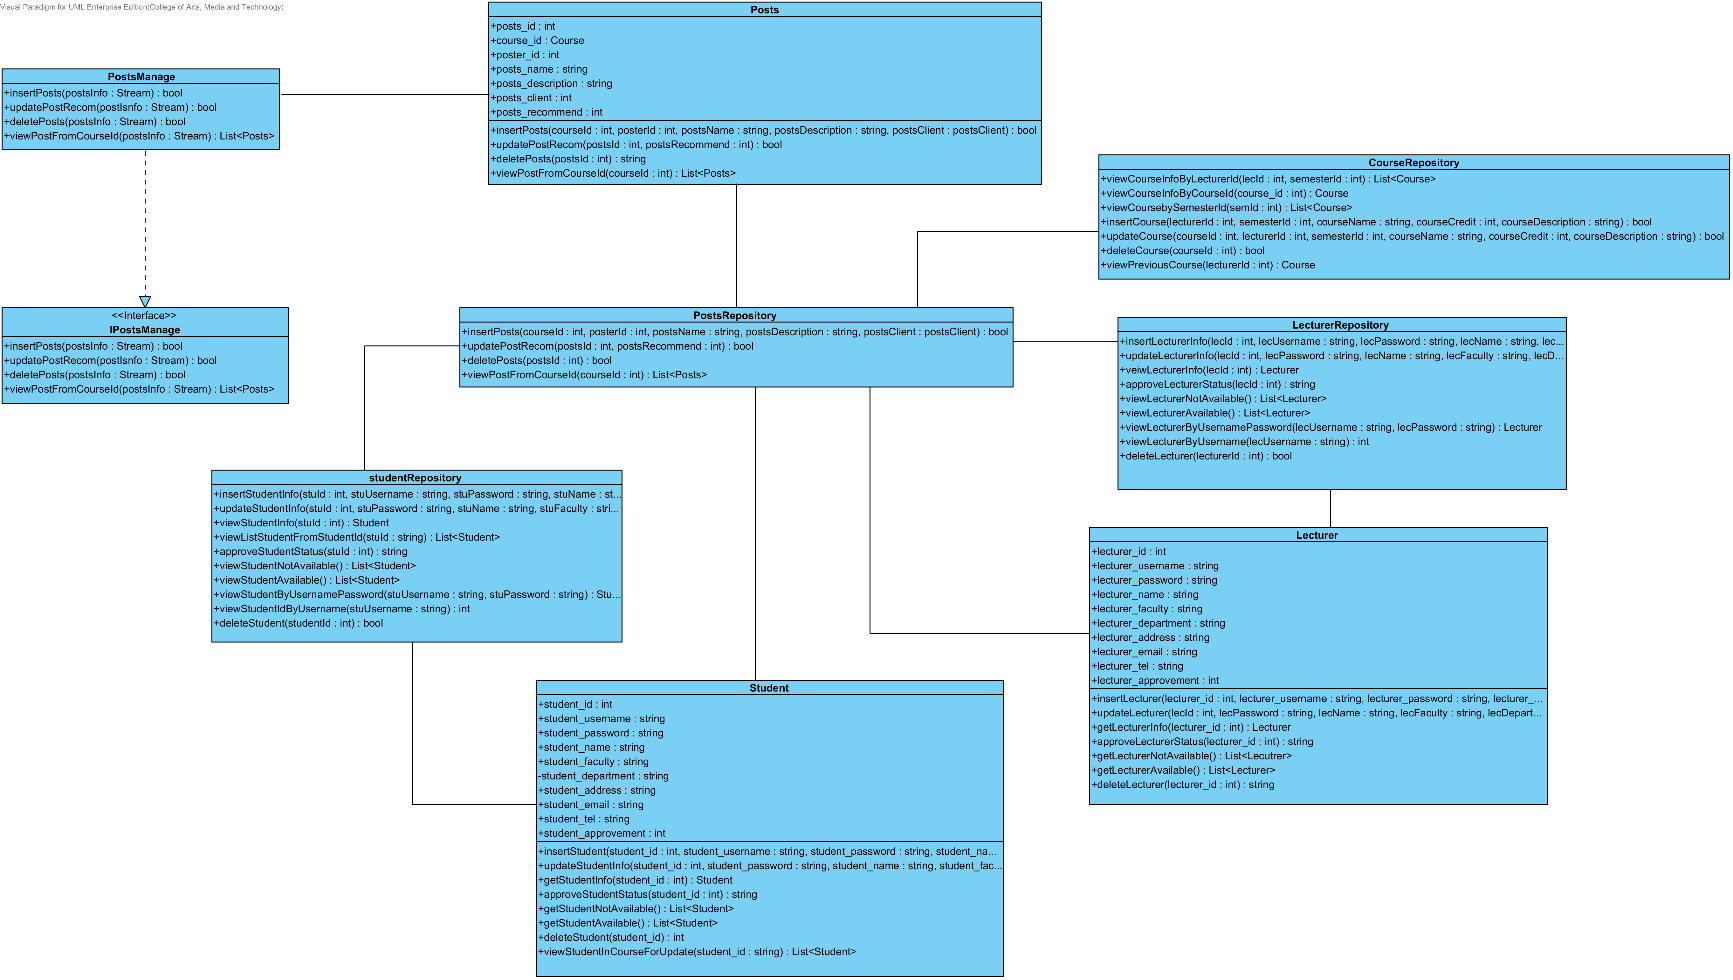 Visual Paradigm for UML Enterprise Edition(College of Arts, Media and Technology)
Posts
+posts_id : int
+course_id : Course
+poster_id : int
+posts_name : string
+posts_description : string
+posts_client : int
+posts_recommend : int
+insertPosts(courseId : int, posterId : int, postsName : string, postsDescription : string, postsClient : postsClient) : bool
+updatePostRecom(postsId : int, postsRecommend : int) : bool
+deletePosts(postsId : int) : string
+viewPostFromCourseId(courseId : int) : List<Posts>
PostsManage
+insertPosts(postsInfo : Stream) : bool
+updatePostRecom(postIsnfo : Stream) : bool
+deletePosts(postsInfo : Stream) : bool
+viewPostFromCourseId(postsInfo : Stream) : List<Posts>
CourseRepository
+viewCourseInfoByLecturerId(lecId : int, semesterId : int) : List<Course>
+viewCourseInfoByCourseId(course_id : int) : Course
+viewCoursebySemesterId(semId : int) : List<Course>
+insertCourse(lecturerId : int, semesterId : int, courseName : string, courseCredit : int, courseDescription : string) : bool
+updateCourse(courseId : int, lecturerId : int, semesterId : int, courseName : string, courseCredit : int, courseDescription : string) : bool
+deleteCourse(courseId : int) : bool
+viewPreviousCourse(lecturerId : int) : Course
<<Interface>>
IPostsManage
+insertPosts(postsInfo : Stream) : bool
+updatePostRecom(postIsnfo : Stream) : bool
+deletePosts(postsInfo : Stream) : bool
+viewPostFromCourseId(postsInfo : Stream) : List<Posts>
PostsRepository
+insertPosts(courseId : int, posterId : int, postsName : string, postsDescription : string, postsClient : postsClient) : bool
+updatePostRecom(postsId : int, postsRecommend : int) : bool
+deletePosts(postsId : int) : bool
+viewPostFromCourseId(courseId : int) : List<Posts>
LecturerRepository
+insertLecturerInfo(lecId : int, lecUsername : string, lecPassword : string, lecName : string, lec...
+updateLecturerInfo(lecId : int, lecPassword : string, lecName : string, lecFaculty : string, lecD...
+veiwLecturerInfo(lecId : int) : Lecturer
+approveLecturerStatus(lecId : int) : string
+viewLecturerNotAvailable() : List<Lecturer>
+viewLecturerAvailable() : List<Lecturer>
+viewLecturerByUsernamePassword(lecUsername : string, lecPassword : string) : Lecturer
+viewLecturerByUsername(lecUsername : string) : int
+deleteLecturer(lecturerId : int) : bool
studentRepository
+insertStudentInfo(stuId : int, stuUsername : string, stuPassword : string, stuName : st...
+updateStudentInfo(stuId : int, stuPassword : string, stuName : string, stuFaculty : stri...
+viewStudentInfo(stuId : int) : Student
+viewListStudentFromStudentId(stuId : string) : List<Student>
+approveStudentStatus(stuId : int) : string
+viewStudentNotAvailable() : List<Student>
+viewStudentAvailable() : List<Student>
+viewStudentByUsernamePassword(stuUsername : string, stuPassword : string) : Stu...
+viewStudentIdByUsername(stuUsername : string) : int
+deleteStudent(studentId : int) : bool
Lecturer
+lecturer_id : int
+lecturer_username : string
+lecturer_password : string
+lecturer_name : string
+lecturer_faculty : string
+lecturer_department : string
+lecturer_address : string
+lecturer_email : string
+lecturer_tel : string
+lecturer_approvement : int
+insertLecturer(lecturer_id : int, lecturer_username : string, lecturer_password : string, lecturer_...
+updateLecturer(lecId : int, lecPassword : string, lecName : string, lecFaculty : string, lecDepart...
+getLecturerInfo(lecturer_id : int) : Lecturer
+approveLecturerStatus(lecturer_id : int) : string
+getLecturerNotAvailable() : List<Lecutrer>
+getLecturerAvailable() : List<Lecturer>
+deleteLecturer(lecturer_id : int) : string
Student
+student_id : int
+student_username : string
+student_password : string
+student_name : string
+student_faculty : string
-student_department : string
+student_address : string
+student_email : string
+student_tel : string
+student_approvement : int
+insertStudent(student_id : int, student_username : string, student_password : string, student_na...
+updateStudentInfo(student_id : int, student_password : string, student_name : string, student_fac...
+getStudentInfo(student_id : int) : Student
+approveStudentStatus(student_id : int) : string
+getStudentNotAvailable() : List<Student>
+getStudentAvailable() : List<Student>
+deleteStudent(student_id) : int
+viewStudentInCourseForUpdate(student_id : string) : List<Student>